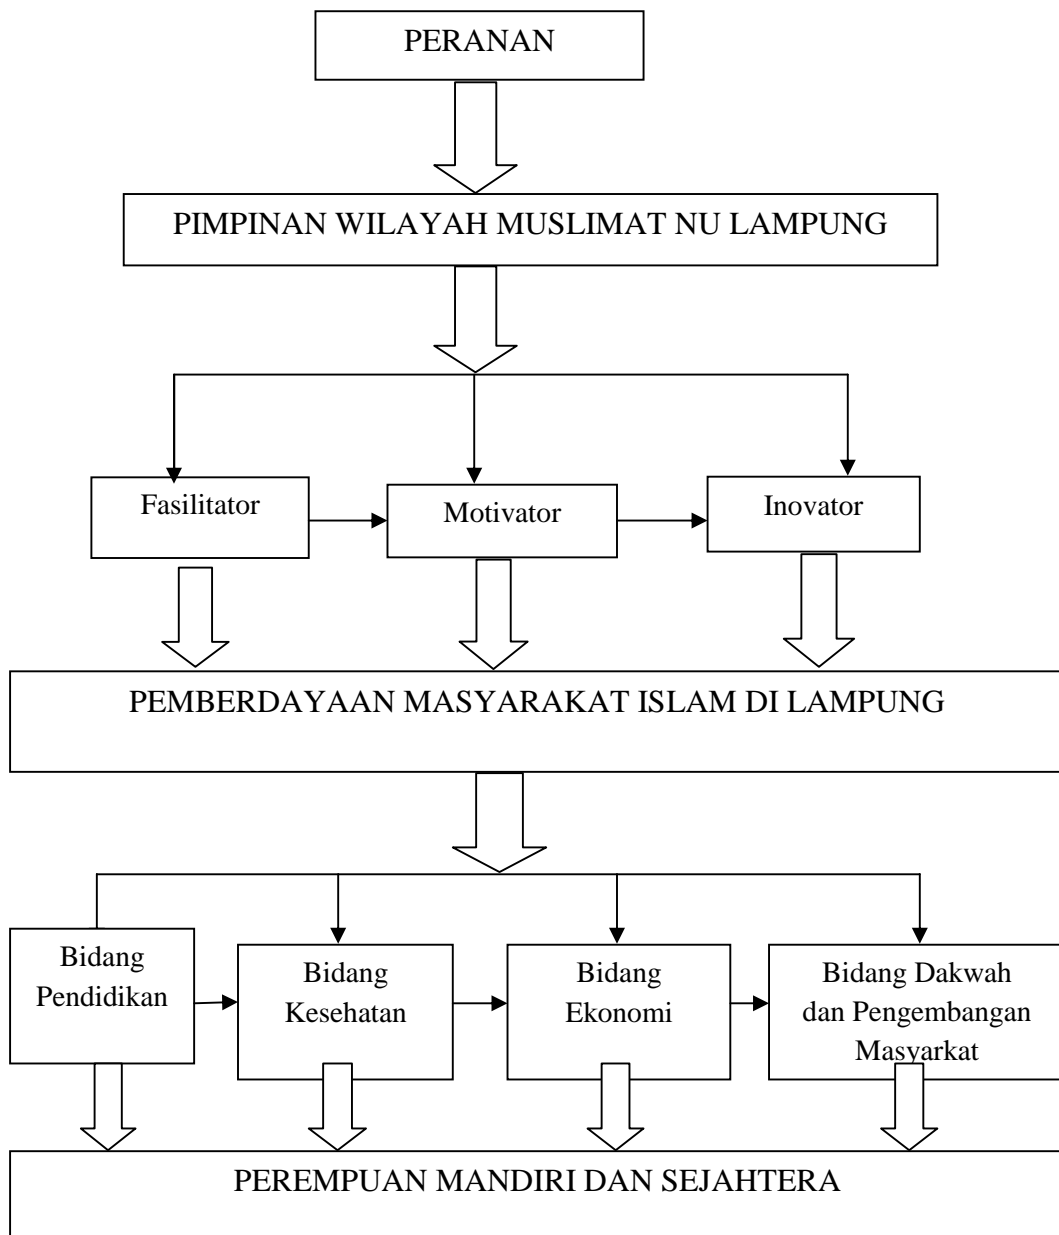 PERANAN
PIMPINAN WILAYAH MUSLIMAT NU LAMPUNG
Fasilitator
Motivator
Inovator
PEMBERDAYAAN MASYARAKAT ISLAM DI LAMPUNG
Bidang
Pendidikan
Bidang
Kesehatan
Bidang
Ekonomi
Bidang Dakwah
dan Pengembangan
Masyarkat
PEREMPUAN MANDIRI DAN SEJAHTERA